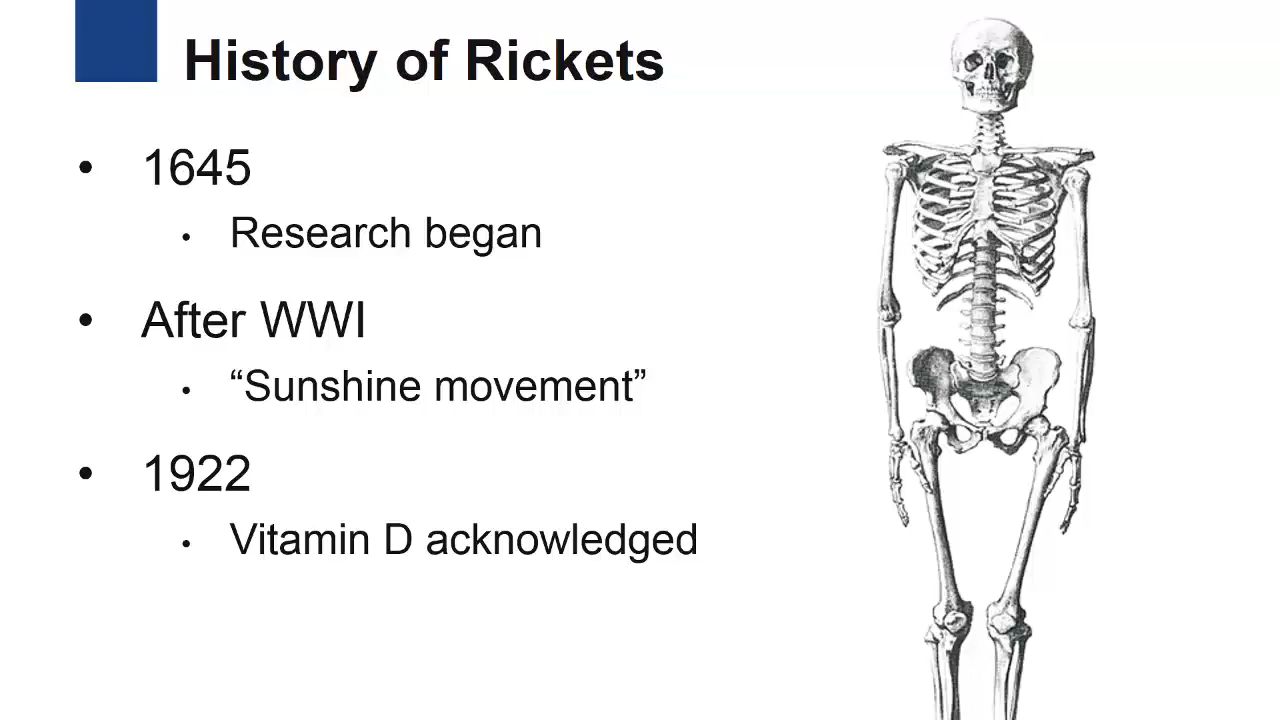 History of Rickets
• 1645
• Research began
• After WWI
• “Sunshine movement”
• 1922
• Vitamin D acknowledged